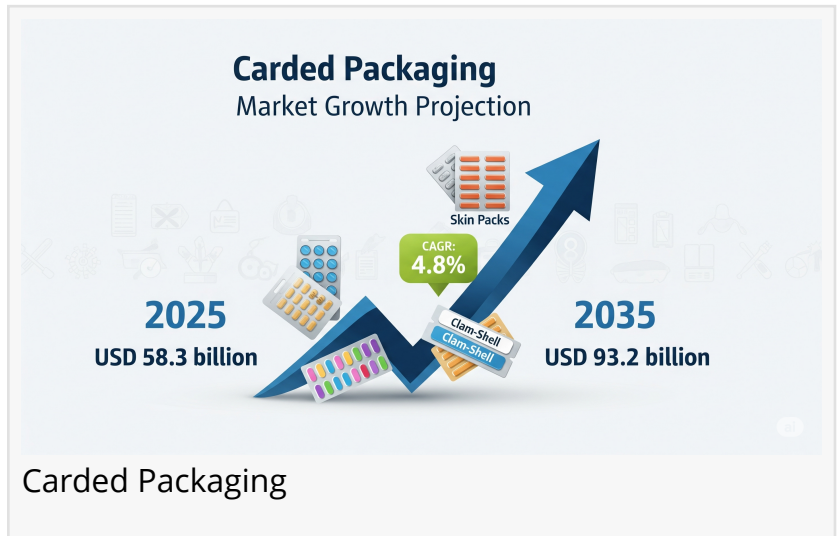 Carded Packaging
Market Growth Projection
Skin Packs
CAGR:
4.8%
2025
USD 58.3 billion
Clam-Shell
Clam-Shell
2035
USD 93.2 billion
Carded Packaging